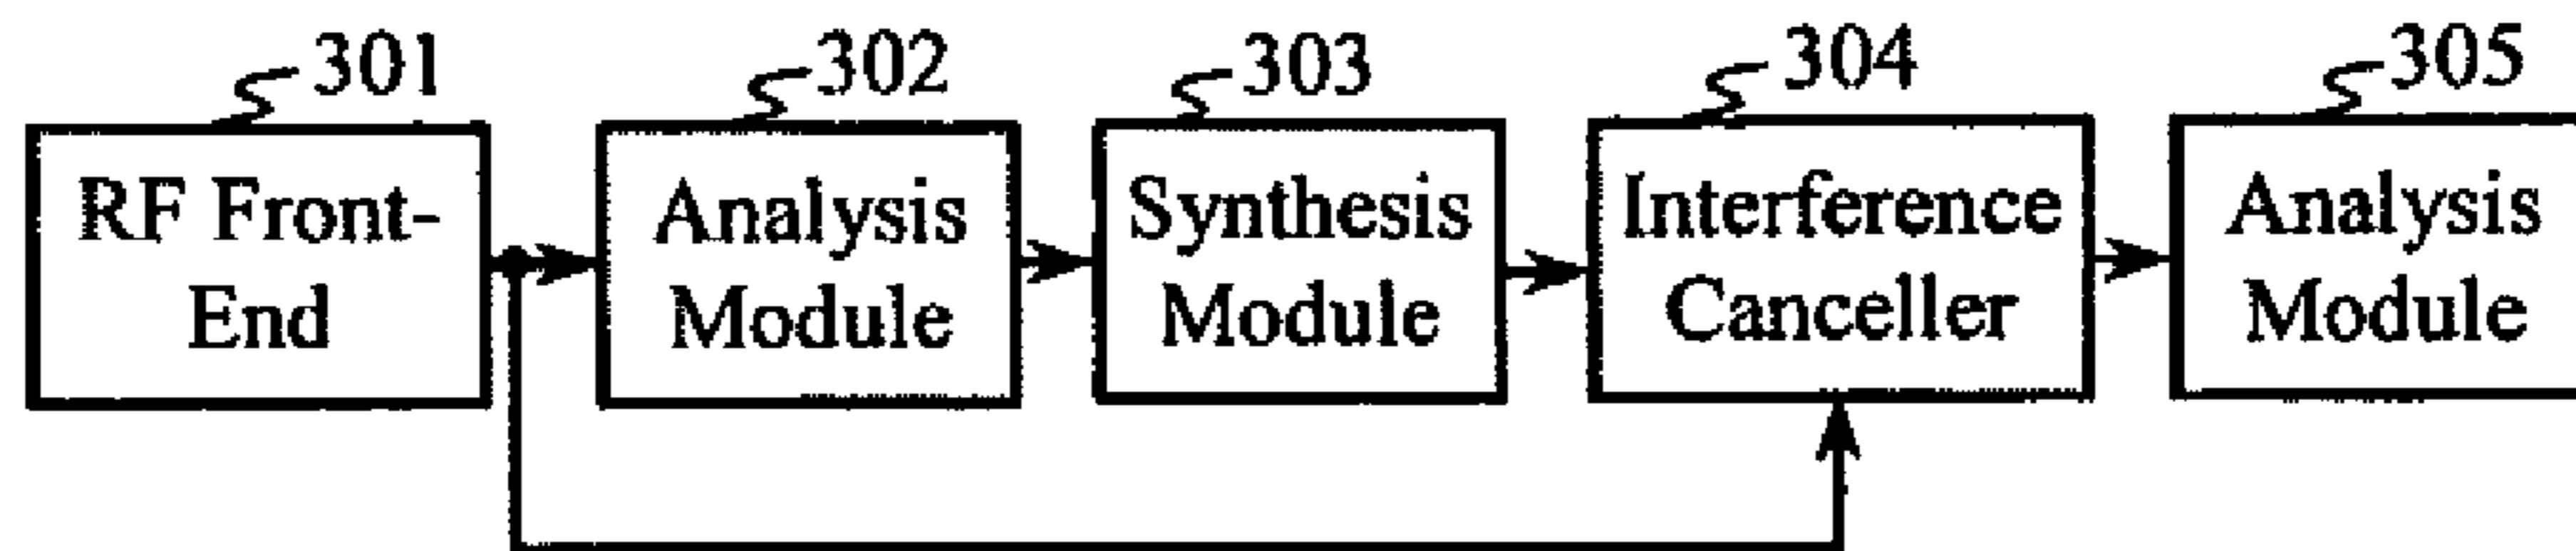 301
302
303
304
305
RF Front-
End
Analysis
Module
Synthesis
Module
Interference
Canceller
Analysis
Module